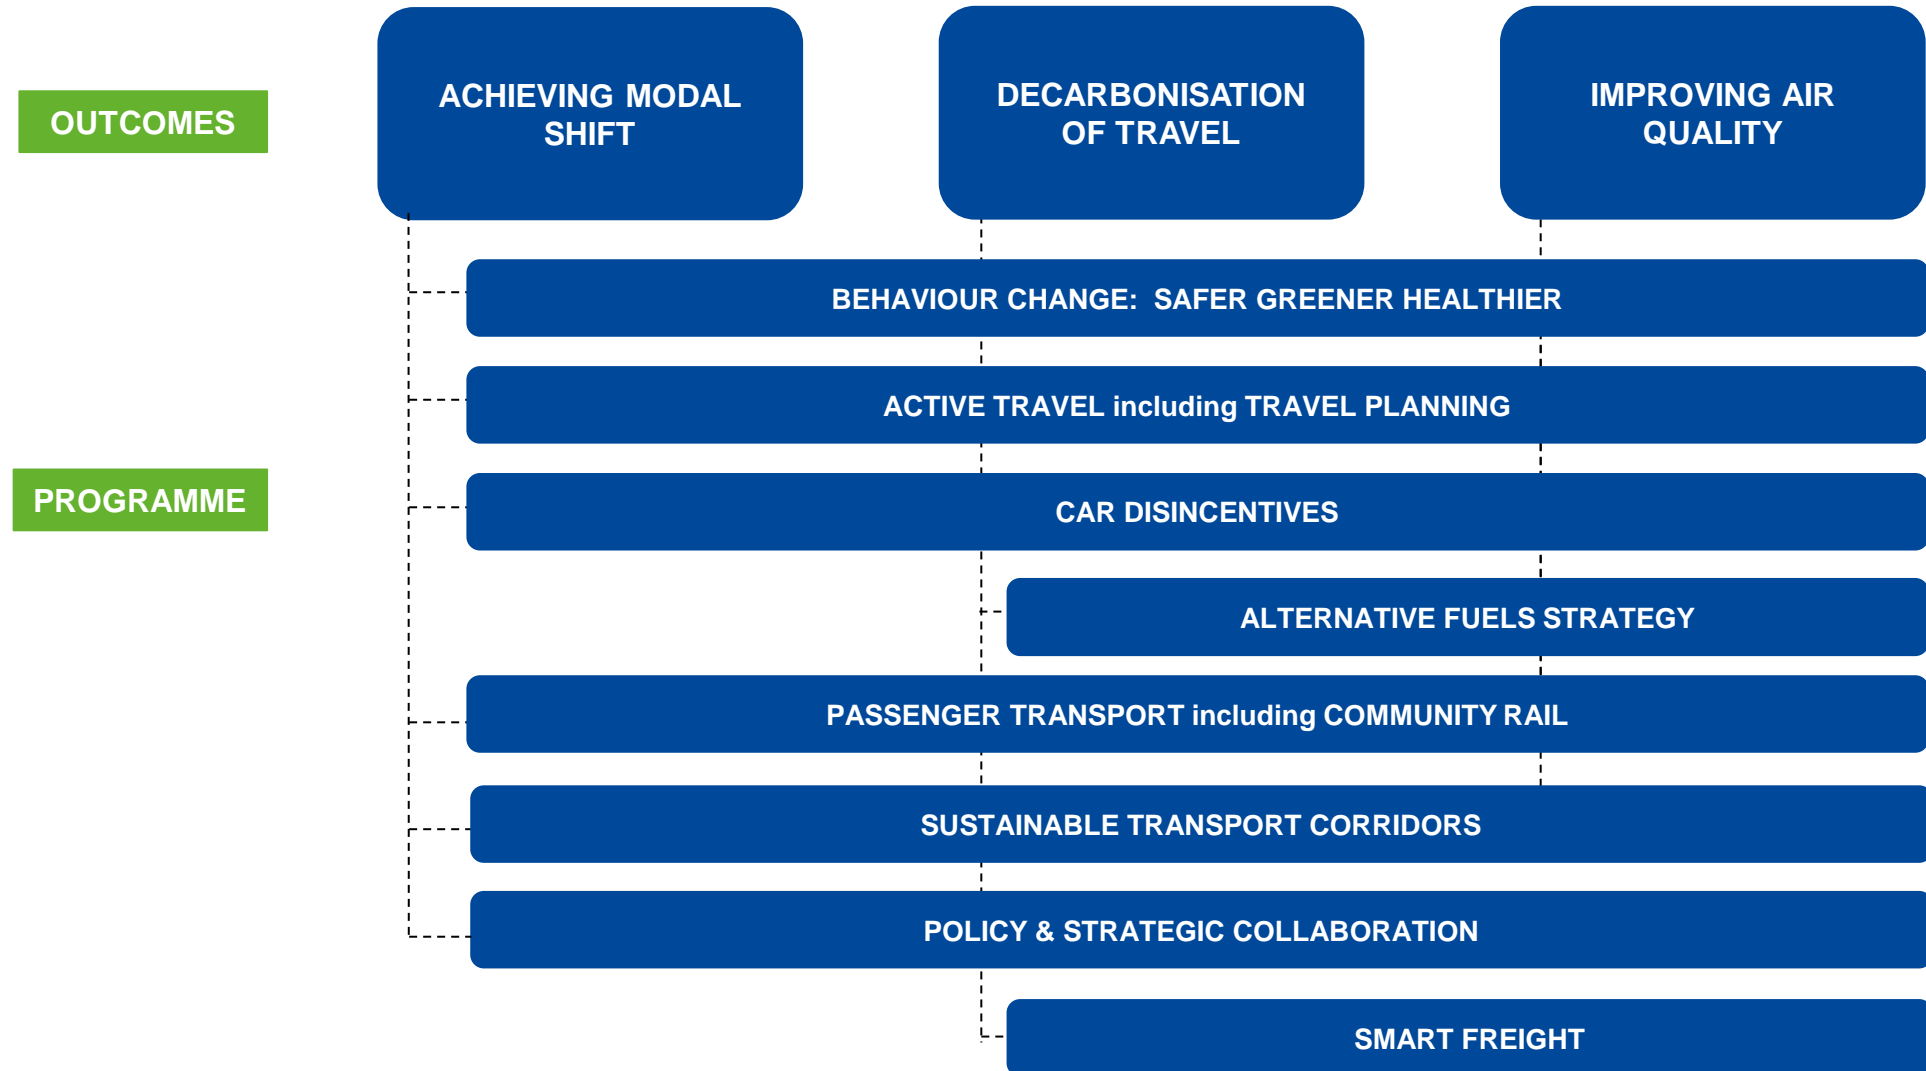 OUTCOMES
ACHIEVING MODAL
SHIFT
DECARBONISATION
OF TRAVEL
IMPROVING AIR
QUALITY
BEHAVIOUR CHANGE:  SAFER GREENER HEALTHIER
ACTIVE TRAVEL including TRAVEL PLANNING
PROGRAMME
CAR DISINCENTIVES
ALTERNATIVE FUELS STRATEGY
PASSENGER TRANSPORT including COMMUNITY RAIL
SUSTAINABLE TRANSPORT CORRIDORS
POLICY & STRATEGIC COLLABORATION
SMART FREIGHT